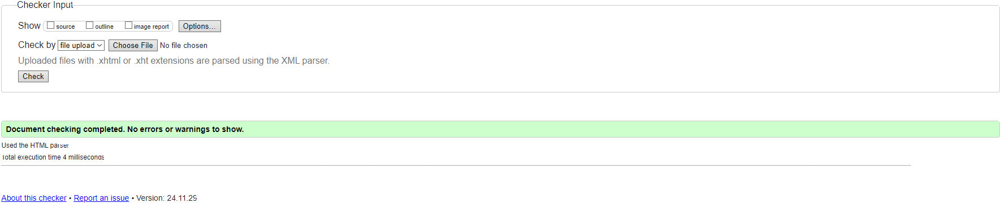 Checker Input
Show source outline image report Options...
Check by file upload Choose File No file chosen
Uploaded files with .xhtml or .xht extensions are parsed using the XML parser.
Check
Document checking completed. No errors or warnings to show.
Used the HTML parser
Total execution time 4 milliseconds
About this checker • Report an issue • Version: 24.11.29